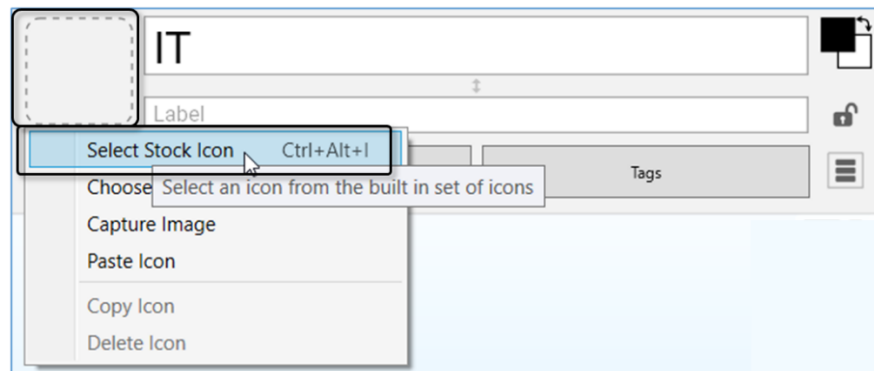 IT
Label
Select Stock Icon Ctrl+Alt+I
Choose
Select an icon from the built in set of icons
Tags
Capture Image
Paste Icon
Copy Icon
Delete Icon